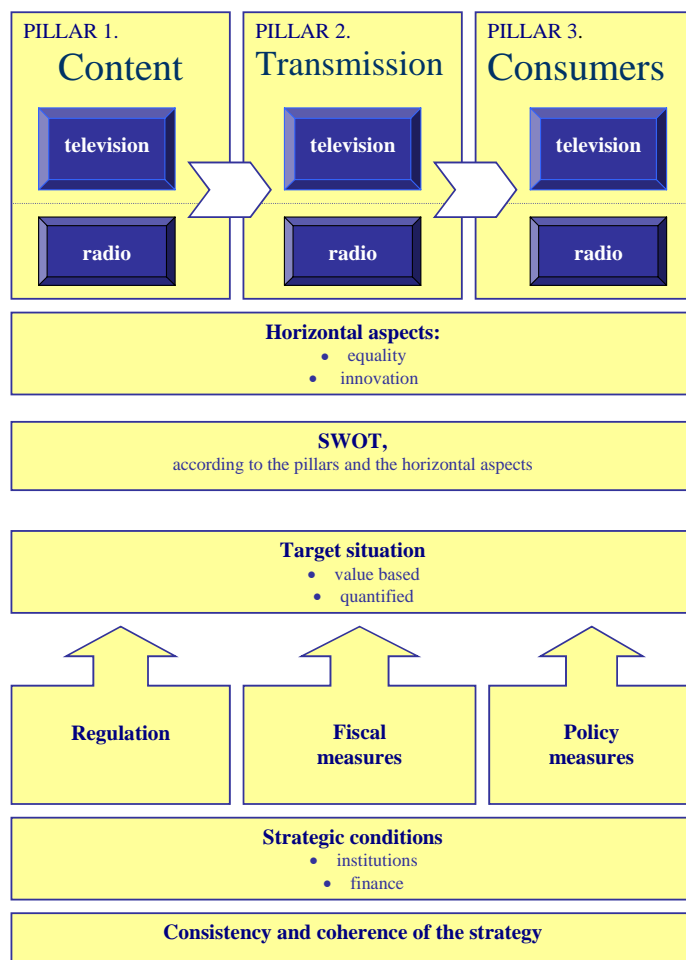 PILLAR 1.
Content
television
radio
PILLAR 2.
Transmission
television
radio
PILLAR 3.
Consumers
television
radio
Horizontal aspects:
• equality
• innovation
SWOT,
according to the pillars and the horizontal aspects
Target situation
• value based
• quantified
Regulation
Fiscal
measures
Policy
measures
Strategic conditions
• institutions
• finance
Consistency and coherence of the strategy